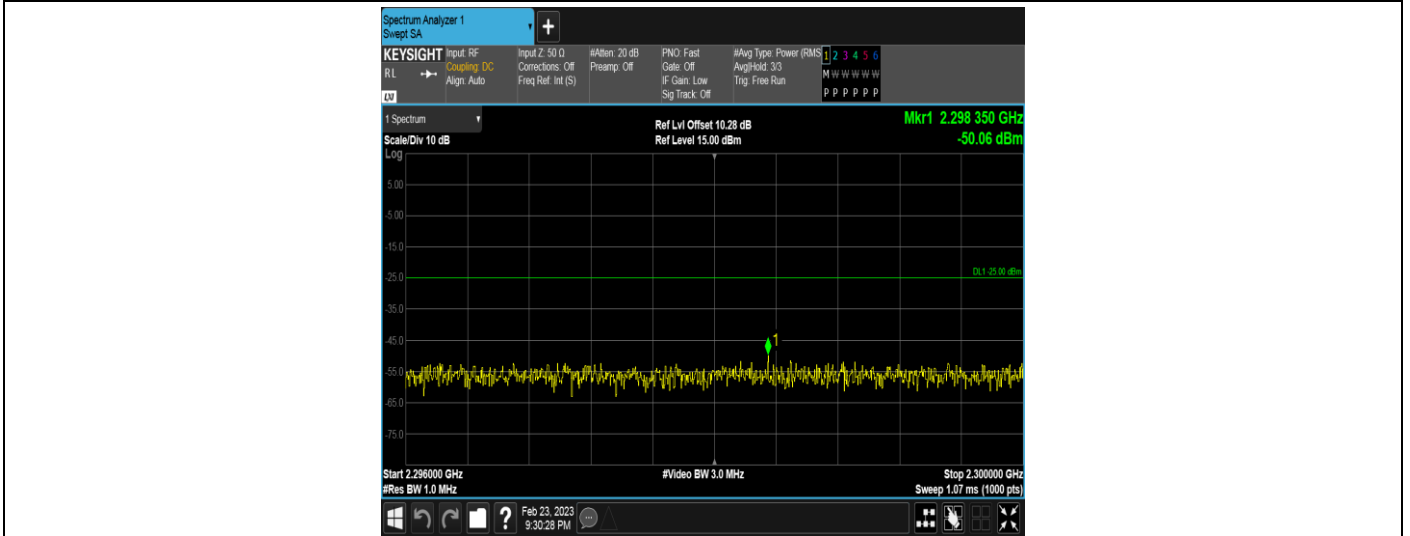 Spectrum Analyzer 1
Swept SA
+
KEYSIGHT
RL
LXI
Input: RF
Coupling: DC
Align: Auto
Input Z: 50 Ω
Corrections: Off
Freq Ref: Int (S)
#Atten: 20 dB
Preamp: Off
PNO: Fast
Gate: Off
IF Gain: Low
Sig Track: Off
#Avg Type: Power (RMS
Avg|Hold: 3/3
Trig: Free Run
1 2 3 4 5 6
M W W W W W
P P P P P P
1 Spectrum
Scale/Div 10 dB
Ref Lvl Offset 10.28 dB
Ref Level 15.00 dBm
Mkr1 2.298 350 GHz
-50.06 dBm
Log
5.00
-5.00
-15.0
-25.0
DL1 -25.00 dBm
-35.0
-45.0
1
-55.0
-65.0
-75.0
Start 2.296000 GHz
#Video BW 3.0 MHz
Stop 2.300000 GHz
#Res BW 1.0 MHz
Sweep 1.07 ms (1000 pts)
?
Feb 23, 2023
9:30:28 PM